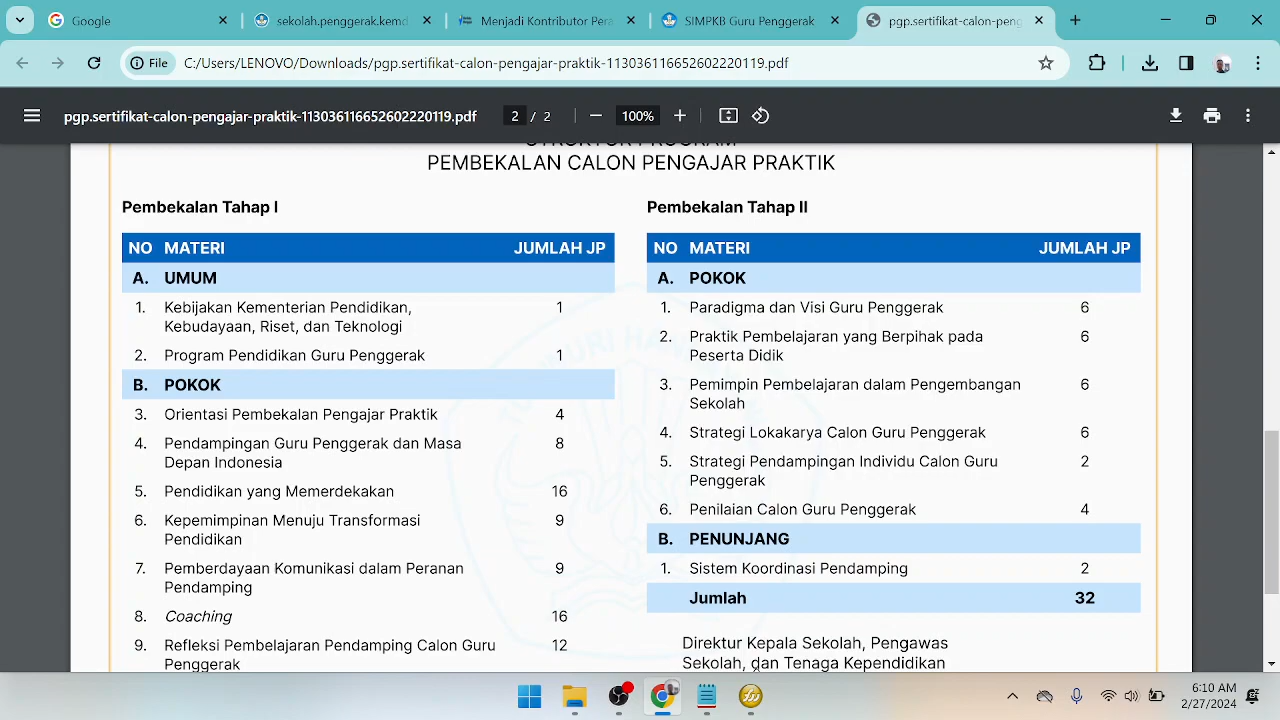 Google
sekolah.penggerak.kemd
Menjadi Kontributor Pera
SIMPKB Guru Penggerak
pgp.sertifikat-calon-peng
File
C:/Users/LENOVO/Downloads/pgp.sertifikat-calon-pengajar-praktik-113036116652602220119.pdf
pgp.sertifikat-calon-pengajar-praktik-113036116652602220119.pdf
2 / 2
100%
STRUKTUR PROGRAM
PEMBEKALAN CALON PENGAJAR PRAKTIK
Pembekalan Tahap I
NO MATERI JUMLAH JP
A. UMUM
1. Kebijakan Kementerian Pendidikan, 1
Kebudayaan, Riset, dan Teknologi
2. Program Pendidikan Guru Penggerak 1
B. POKOK
3. Orientasi Pembekalan Pengajar Praktik 4
4. Pendampingan Guru Penggerak dan Masa 8
Depan Indonesia
5. Pendidikan yang Memerdekakan 16
6. Kepemimpinan Menuju Transformasi 9
Pendidikan
7. Pemberdayaan Komunikasi dalam Peranan 9
Pendamping
8. Coaching 16
9. Refleksi Pembelajaran Pendamping Calon Guru 12
Penggerak
Pembekalan Tahap II
NO MATERI JUMLAH JP
A. POKOK
1. Paradigma dan Visi Guru Penggerak 6
2. Praktik Pembelajaran yang Berpihak pada 6
Peserta Didik
3. Pemimpin Pembelajaran dalam Pengembangan 6
Sekolah
4. Strategi Lokakarya Calon Guru Penggerak 6
5. Strategi Pendampingan Individu Calon Guru 2
Penggerak
6. Penilaian Calon Guru Penggerak 4
B. PENUNJANG
1. Sistem Koordinasi Pendamping 2
Jumlah 32
Direktur Kepala Sekolah, Pengawas
Sekolah, dan Tenaga Kependidikan
6:10 AM
2/27/2024